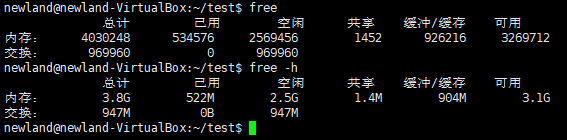 newland@newland-VirtualBox:~/test$ free
总计 已用 空闲 共享 缓冲/缓存 可用
内存： 4030248 534576 2569456 1452 926216 3269712
交换： 969960 0 969960
newland@newland-VirtualBox:~/test$ free -h
总计 已用 空闲 共享 缓冲/缓存 可用
内存： 3.8G 522M 2.5G 1.4M 904M 3.1G
交换： 947M 0B 947M
newland@newland-VirtualBox:~/test$